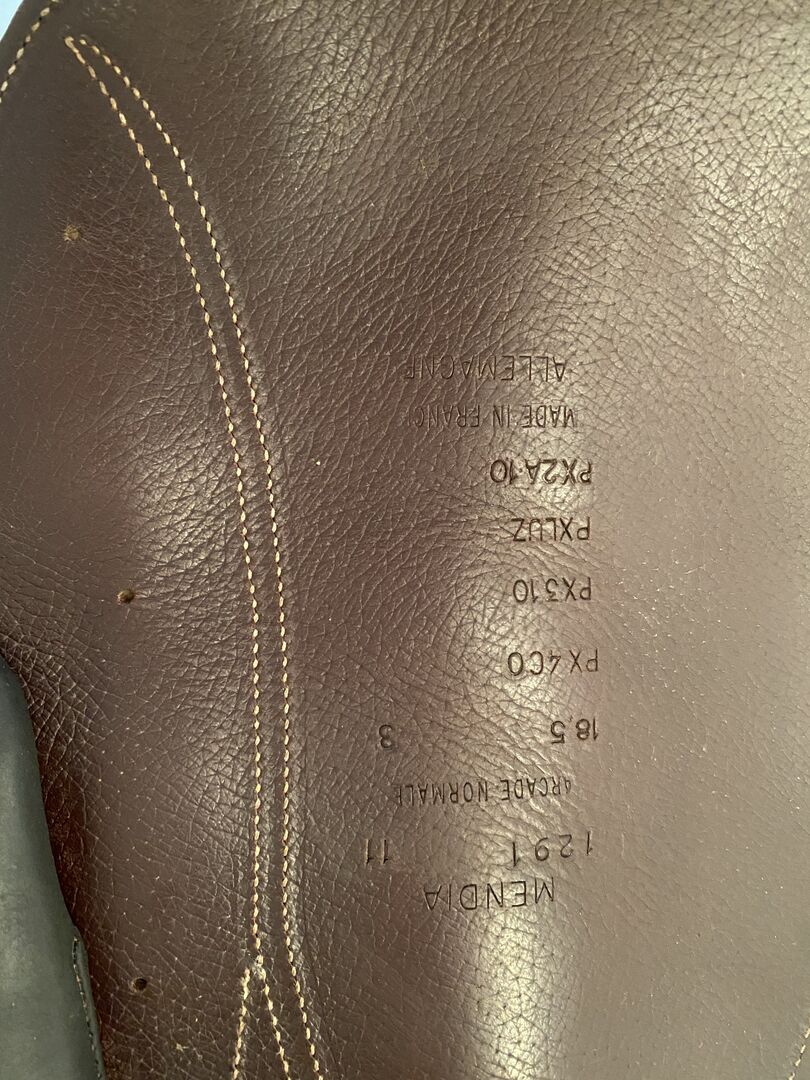 MENDIA
1291 11
ARCADE NORMALE
18,5 3
PX4CO
PX310
PXLUZ
PX2A10
MADE IN FRANC
ALLEMAGNE